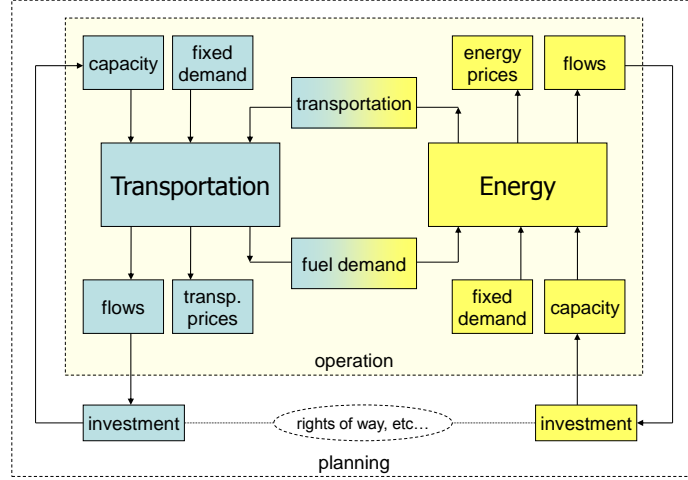 capacity
fixed
demand
energy
prices
flows
transportation
Transportation
Energy
fuel demand
flows
transp.
prices
fixed
demand
capacity
operation
investment
rights of way, etc…
investment
planning